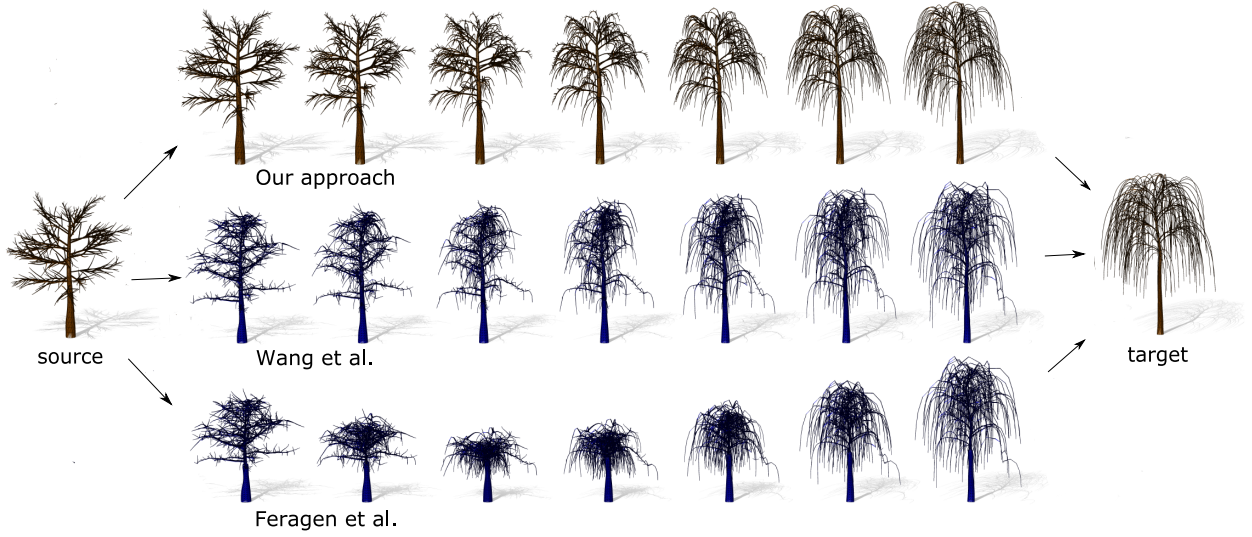 Our approach
source
Wang et al.
target
Feragen et al.